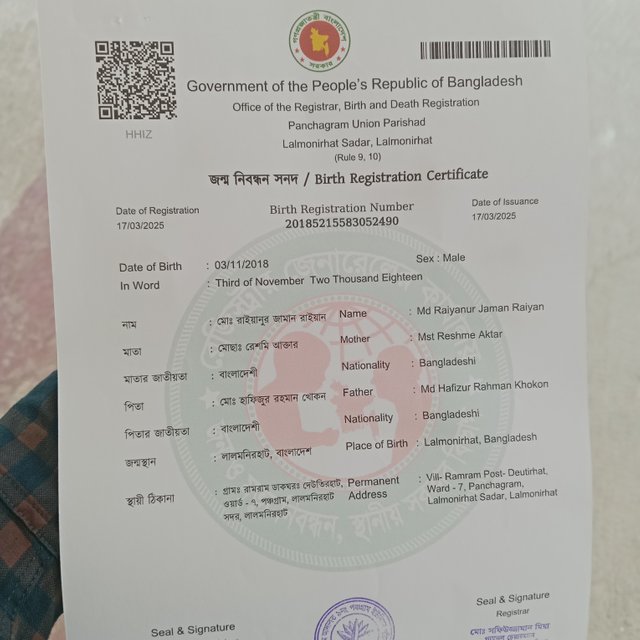 গণপ্রজাতন্ত্রী বাংলাদেশ
সরকার
HHIZ
Government of the People's Republic of Bangladesh
Office of the Registrar, Birth and Death Registration
Panchagram Union Parishad
Lalmonirhat Sadar, Lalmonirhat
(Rule 9, 10)
জন্ম নিবন্ধন সনদ / Birth Registration Certificate
Date of Registration
17/03/2025
Birth Registration Number
20185215583052490
Date of Issuance
17/03/2025
Date of Birth : 03/11/2018 Sex : Male
In Word : Third of November Two Thousand Eighteen
নাম : মোঃ রাইয়ানুর জামান রাইয়ান Name : Md Raiyanur Jaman Raiyan
মাতা : মোছাঃ রেশমি আক্তার Mother : Mst Reshme Aktar
মাতার জাতীয়তা : বাংলাদেশী Nationality : Bangladeshi
পিতা : মোঃ হাফিজুর রহমান খোকন Father : Md Hafizur Rahman Khokon
পিতার জাতীয়তা : বাংলাদেশী Nationality : Bangladeshi
জন্মস্থান : লালমনিরহাট, বাংলাদেশ Place of Birth : Lalmonirhat, Bangladesh
স্থায়ী ঠিকানা : গ্রামঃ রামরাম ডাকঘরঃ দেউতিরহাট,
ওয়ার্ড - ৭, পঞ্চগ্রাম, লালমনিরহাট
সদর, লালমনিরহাট
Permanent
Address
: Vill- Ramram Post- Deutirhat,
Ward - 7, Panchagram,
Lalmonirhat Sadar, Lalmonirhat
Seal & Signature
Seal & Signature
Registrar
মোঃ সফিউজ্জামান মিয়া